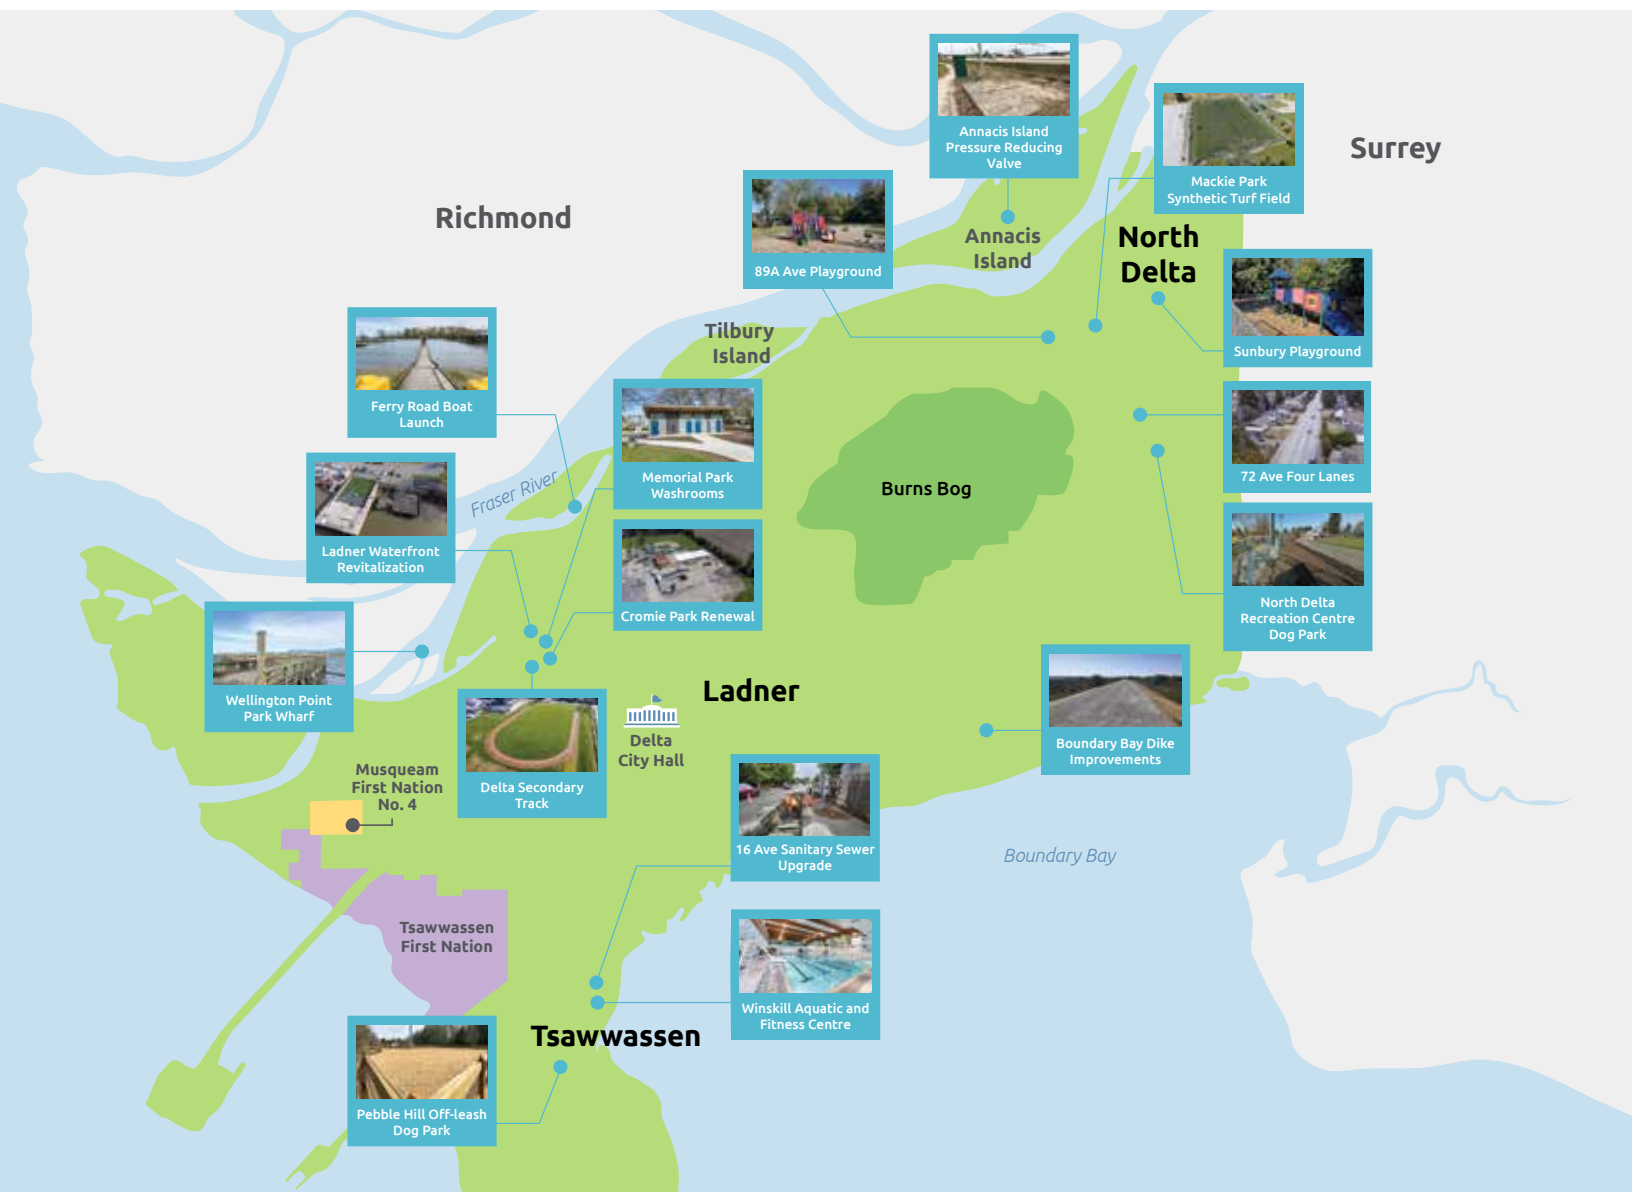 Annacis Island
Pressure Reducing
Valve
Mackie Park
Synthetic Turf Field
Surrey
Richmond
89A Ave Playground
Annacis
Island
North
Delta
Sunbury Playground
Tilbury
Island
Ferry Road Boat
Launch
Memorial Park
Washrooms
72 Ave Four Lanes
Fraser River
Burns Bog
Ladner Waterfront
Revitalization
Cromie Park Renewal
North Delta
Recreation Centre
Dog Park
Wellington Point
Park Wharf
Ladner
Delta
City Hall
Boundary Bay Dike
Improvements
Musqueam
First Nation
No. 4
Delta Secondary
Track
16 Ave Sanitary Sewer
Upgrade
Boundary Bay
Tsawwassen
First Nation
Winskill Aquatic and
Fitness Centre
Tsawwassen
Pebble Hill Off-leash
Dog Park